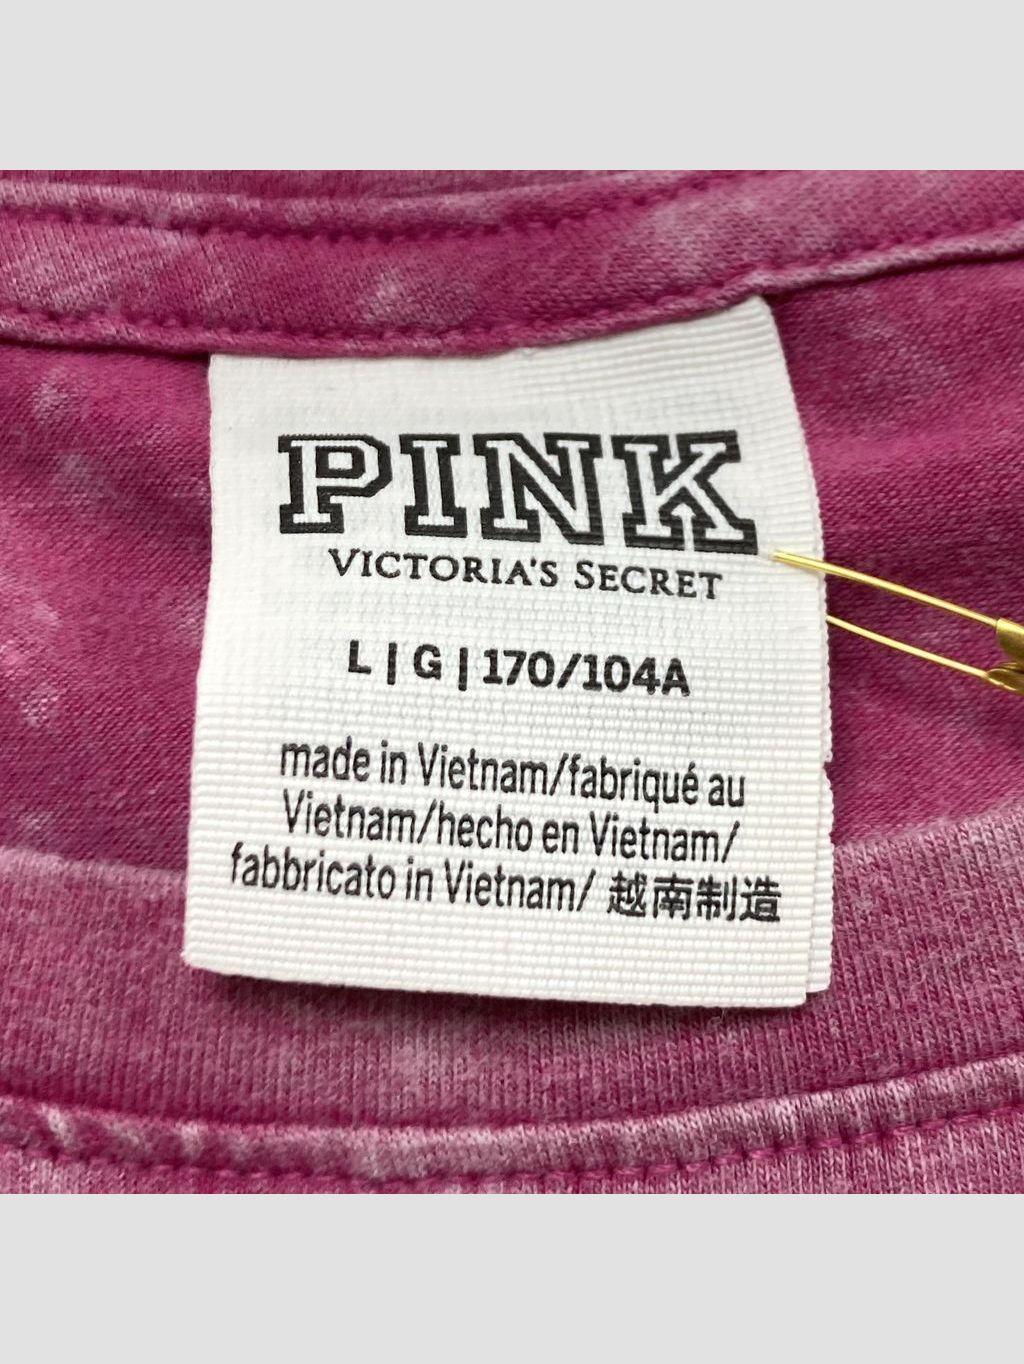 PINK
VICTORIA'S SECRET
L | G | 170/104A
made in Vietnam/fabriqué au
Vietnam/hecho en Vietnam/
fabbricato in Vietnam/ 越南制造